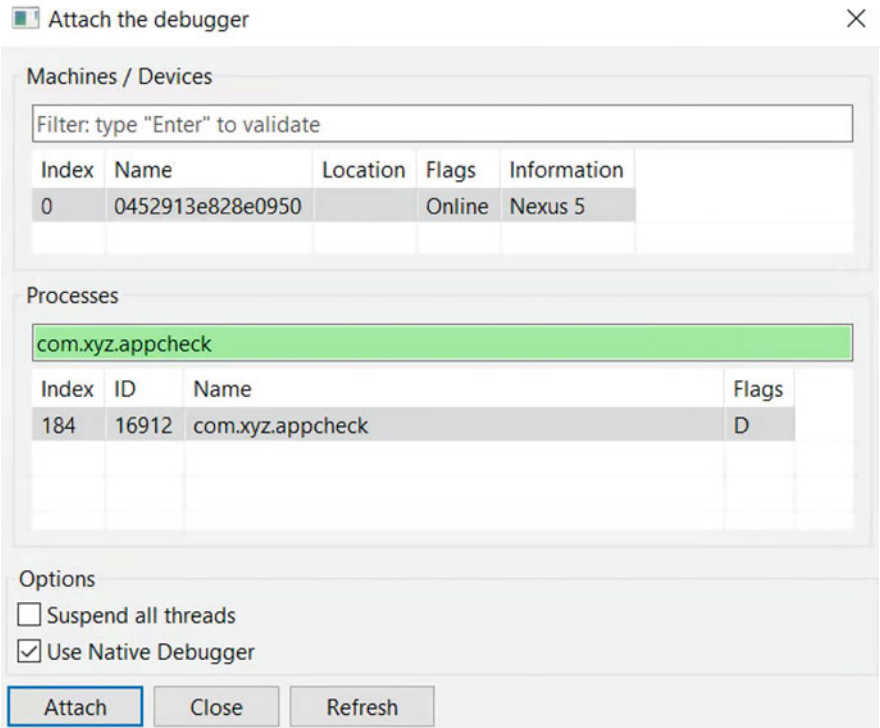 Attach the debugger
Machines / Devices
Filter: type "Enter" to validate
Index Name Location Flags Information
0 0452913e828e0950 Online Nexus 5
Processes
com.xyz.appcheck
Index ID Name Flags
184 16912 com.xyz.appcheck D
Options
Suspend all threads
Use Native Debugger
Attach Close Refresh